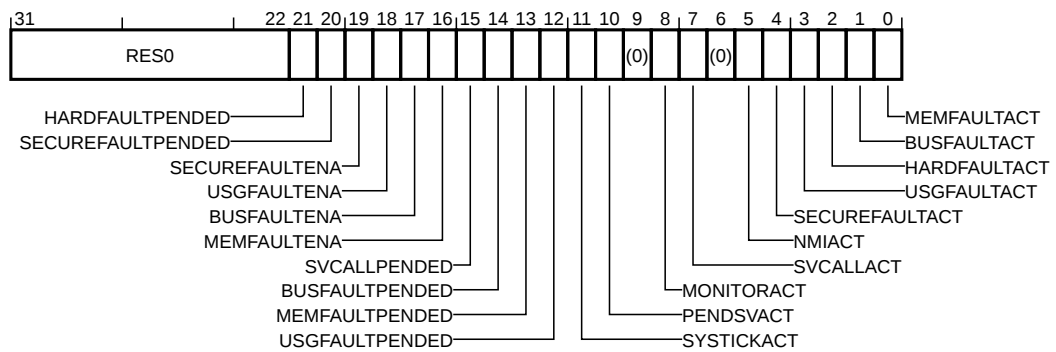 31 22 21 20 19 18 17 16 15 14 13 12 11 10 9 8 7 6 5 4 3 2 1 0
RES0 (0) (0)
HARDFAULTPENDED MEMFAULTACT
SECUREFAULTPENDED BUSFAULTACT
SECUREFAULTENA HARDFAULTACT
USGFAULTENA USGFAULTACT
BUSFAULTENA SECUREFAULTACT
MEMFAULTENA NMIACT
SVCALLPENDED SVCALLACT
BUSFAULTPENDED MONITORACT
MEMFAULTPENDED PENDSVACT
USGFAULTPENDED SYSTICKACT